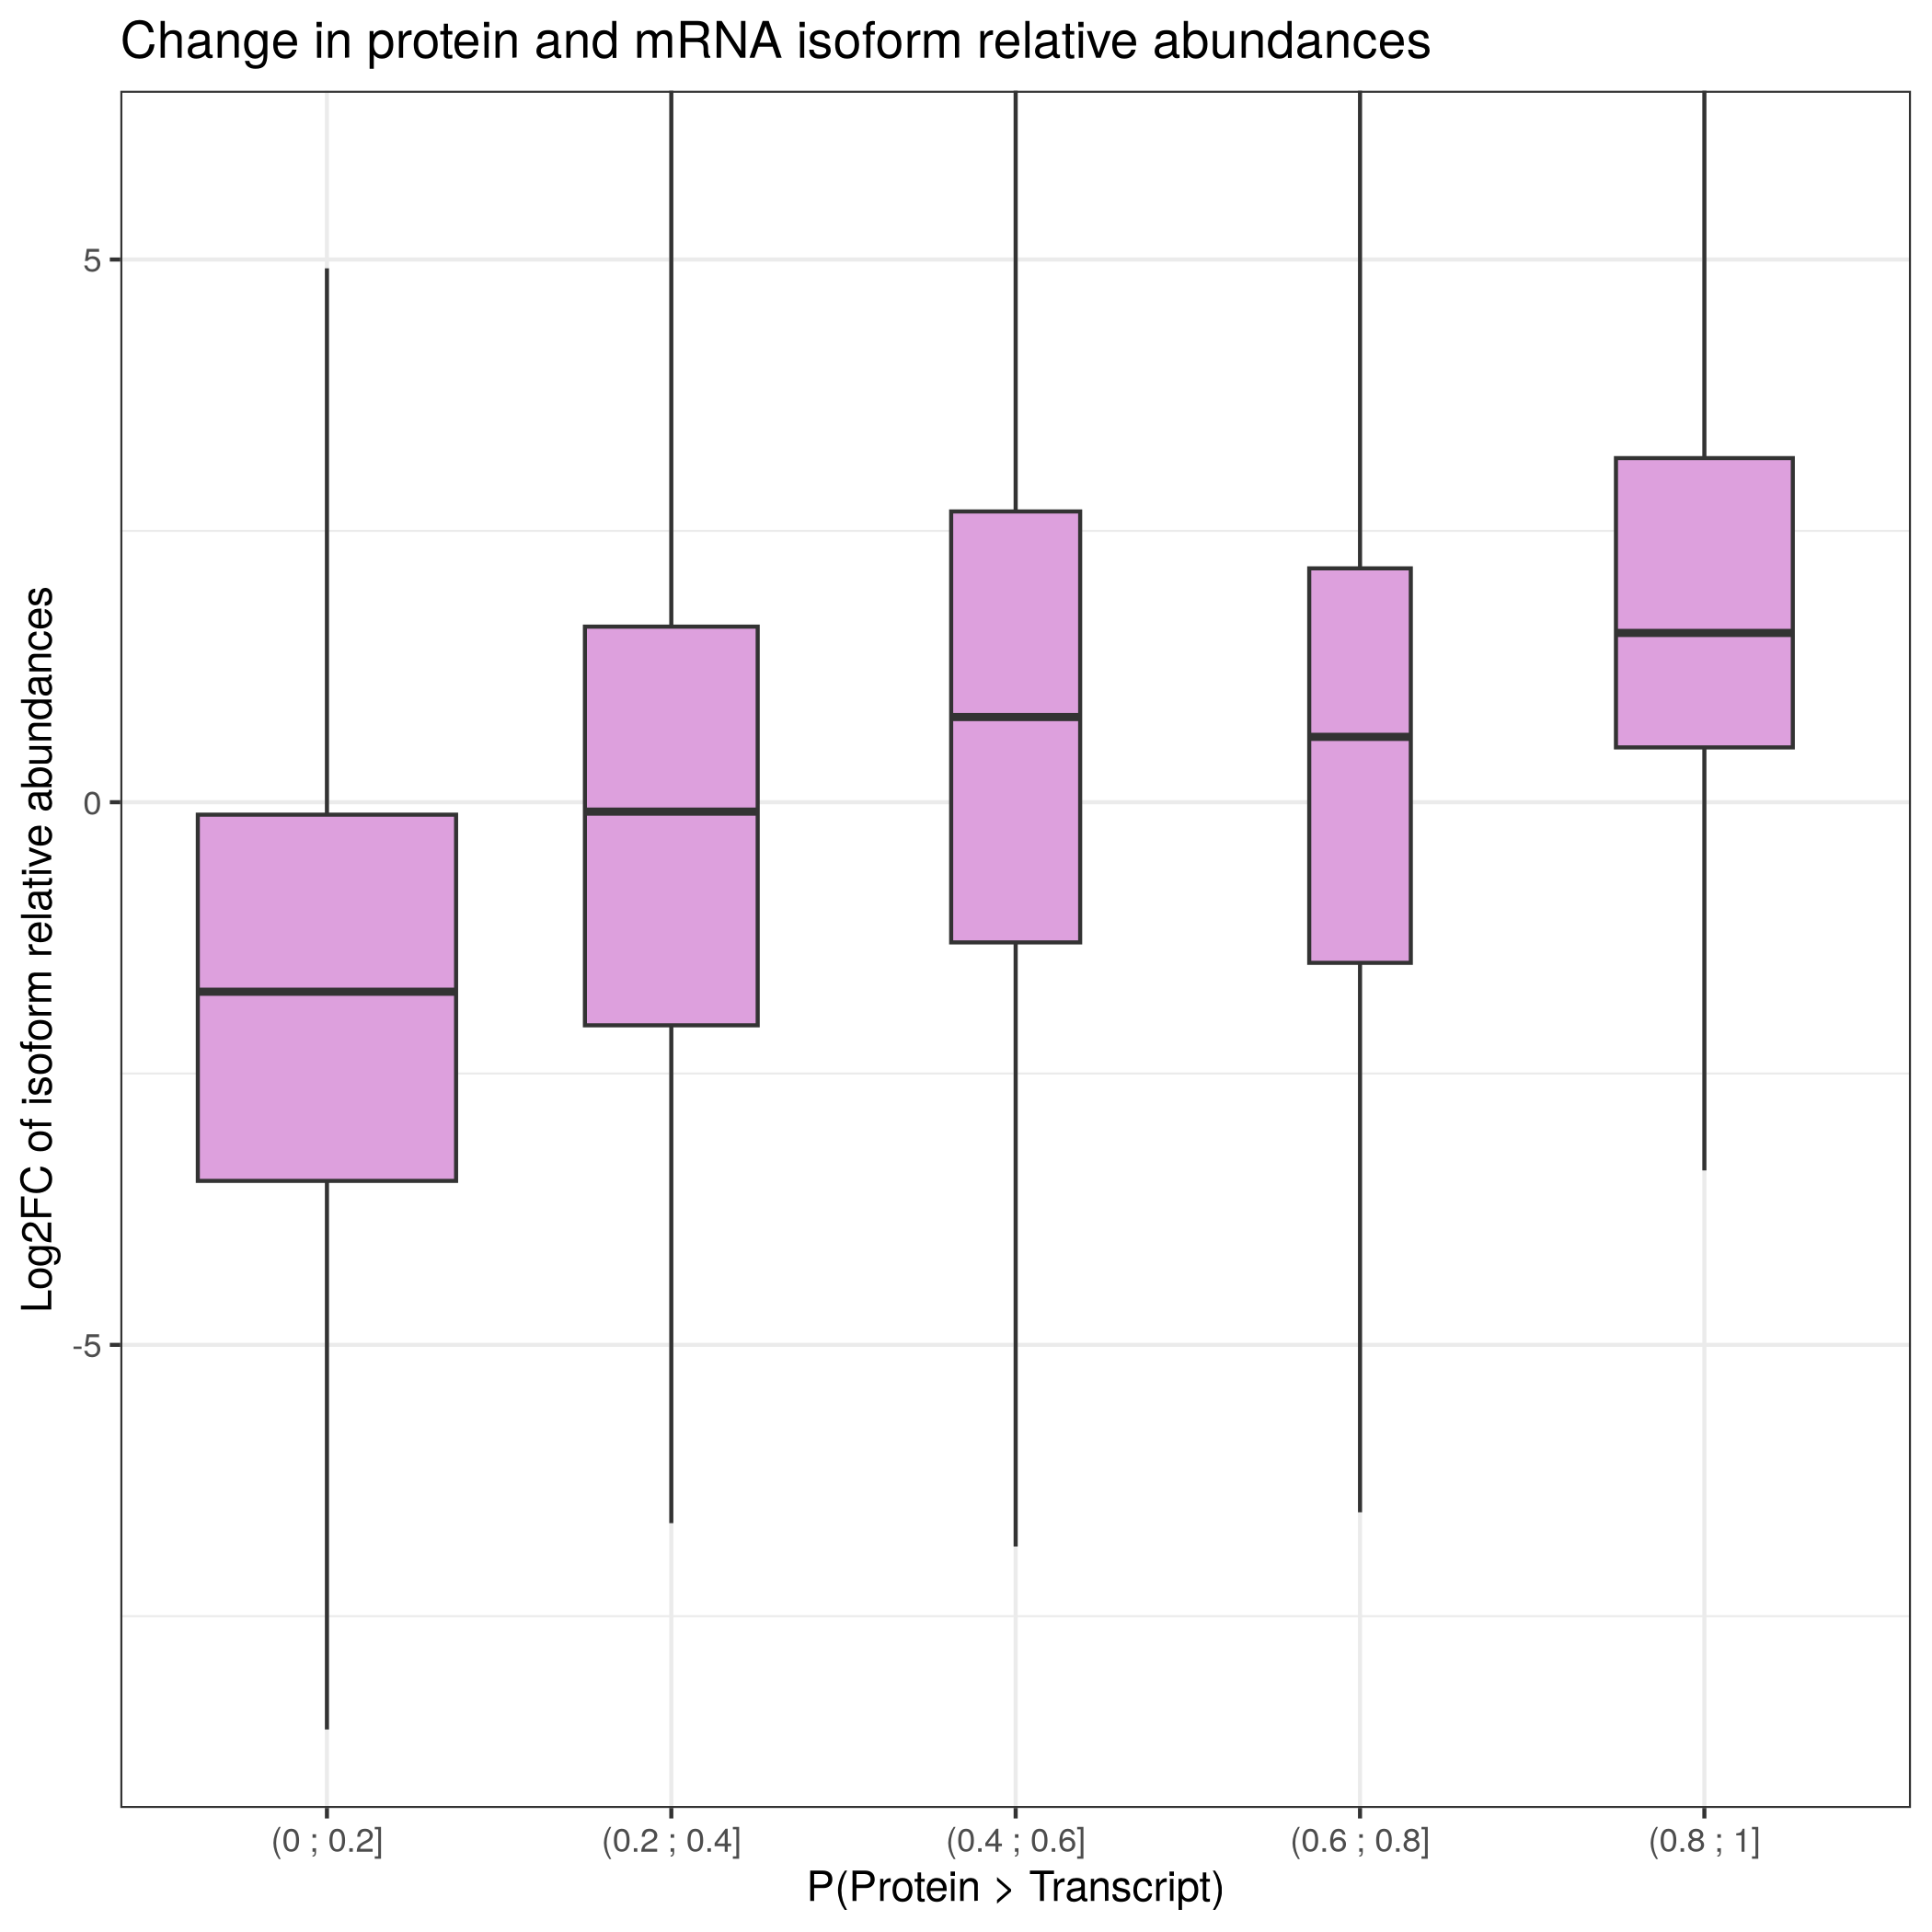 Change in protein and mRNA isoform relative abundances
Log2FC of isoform relative abundances
5
0
-5
(0 ; 0.2]
(0.2 ; 0.4]
(0.4 ; 0.6]
(0.6 ; 0.8]
(0.8 ; 1]
P(Protein > Transcript)